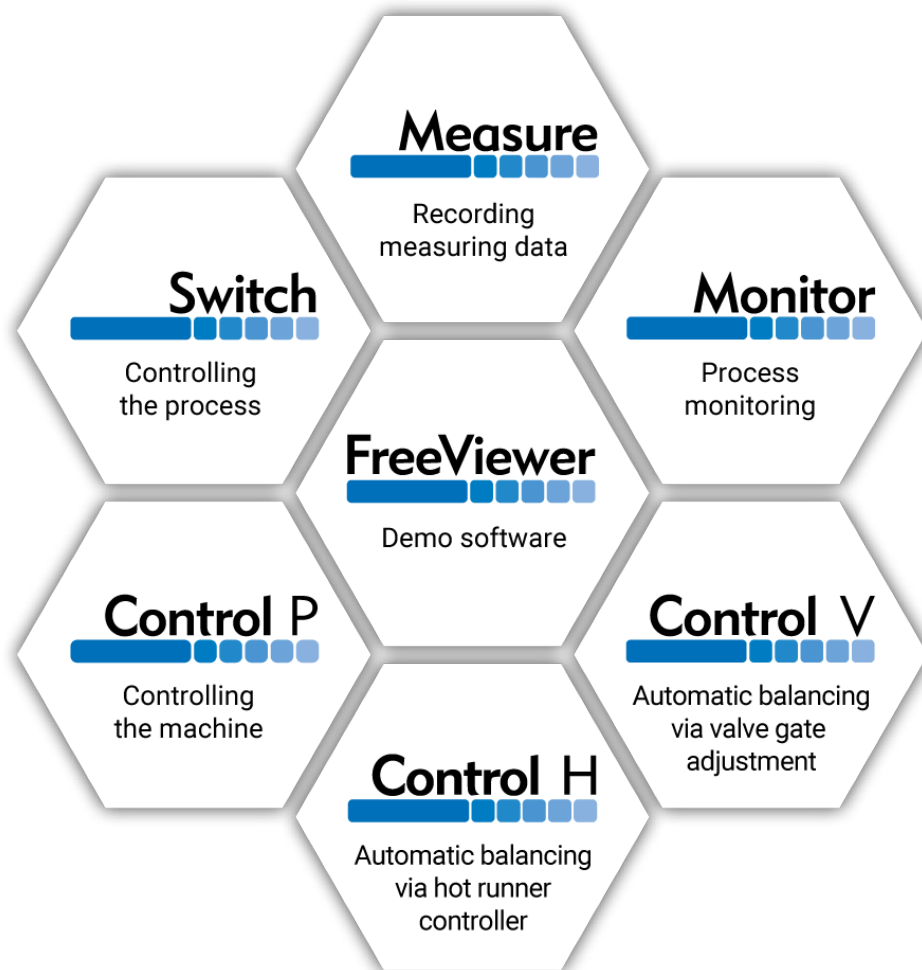 Measure
Recording
measuring data
Switch
Controlling
the process
Monitor
Process
monitoring
FreeViewer
Demo software
Control P
Controlling
the machine
Control V
Automatic balancing
via valve gate
adjustment
Control H
Automatic balancing
via hot runner
controller